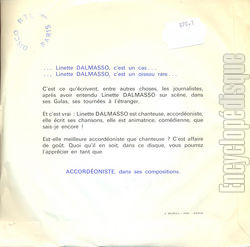 ... Linette DALMASSO, c'est un cas...
... Linette DALMASSO, c'est un oiseau rare...
C'est ce qu'écrivent, entre autres choses, les journalistes,
après avoir entendu Linette DALMASSO sur scène, dans
ses Galas, ses tournées à l'étranger.
Et c'est vrai : Linette DALMASSO est chanteuse, accordéoniste,
elle écrit ses chansons, elle est animatrice, comédienne, que
sais-je encore !
Est-elle meilleure accordéoniste que chanteuse ? C'est affaire
de goût. Quoi qu'il en soit, dans ce disque, vous pourrez
l'apprécier en tant que
ACCORDÉONISTE, dans ses compositions.
Encyclopédisque